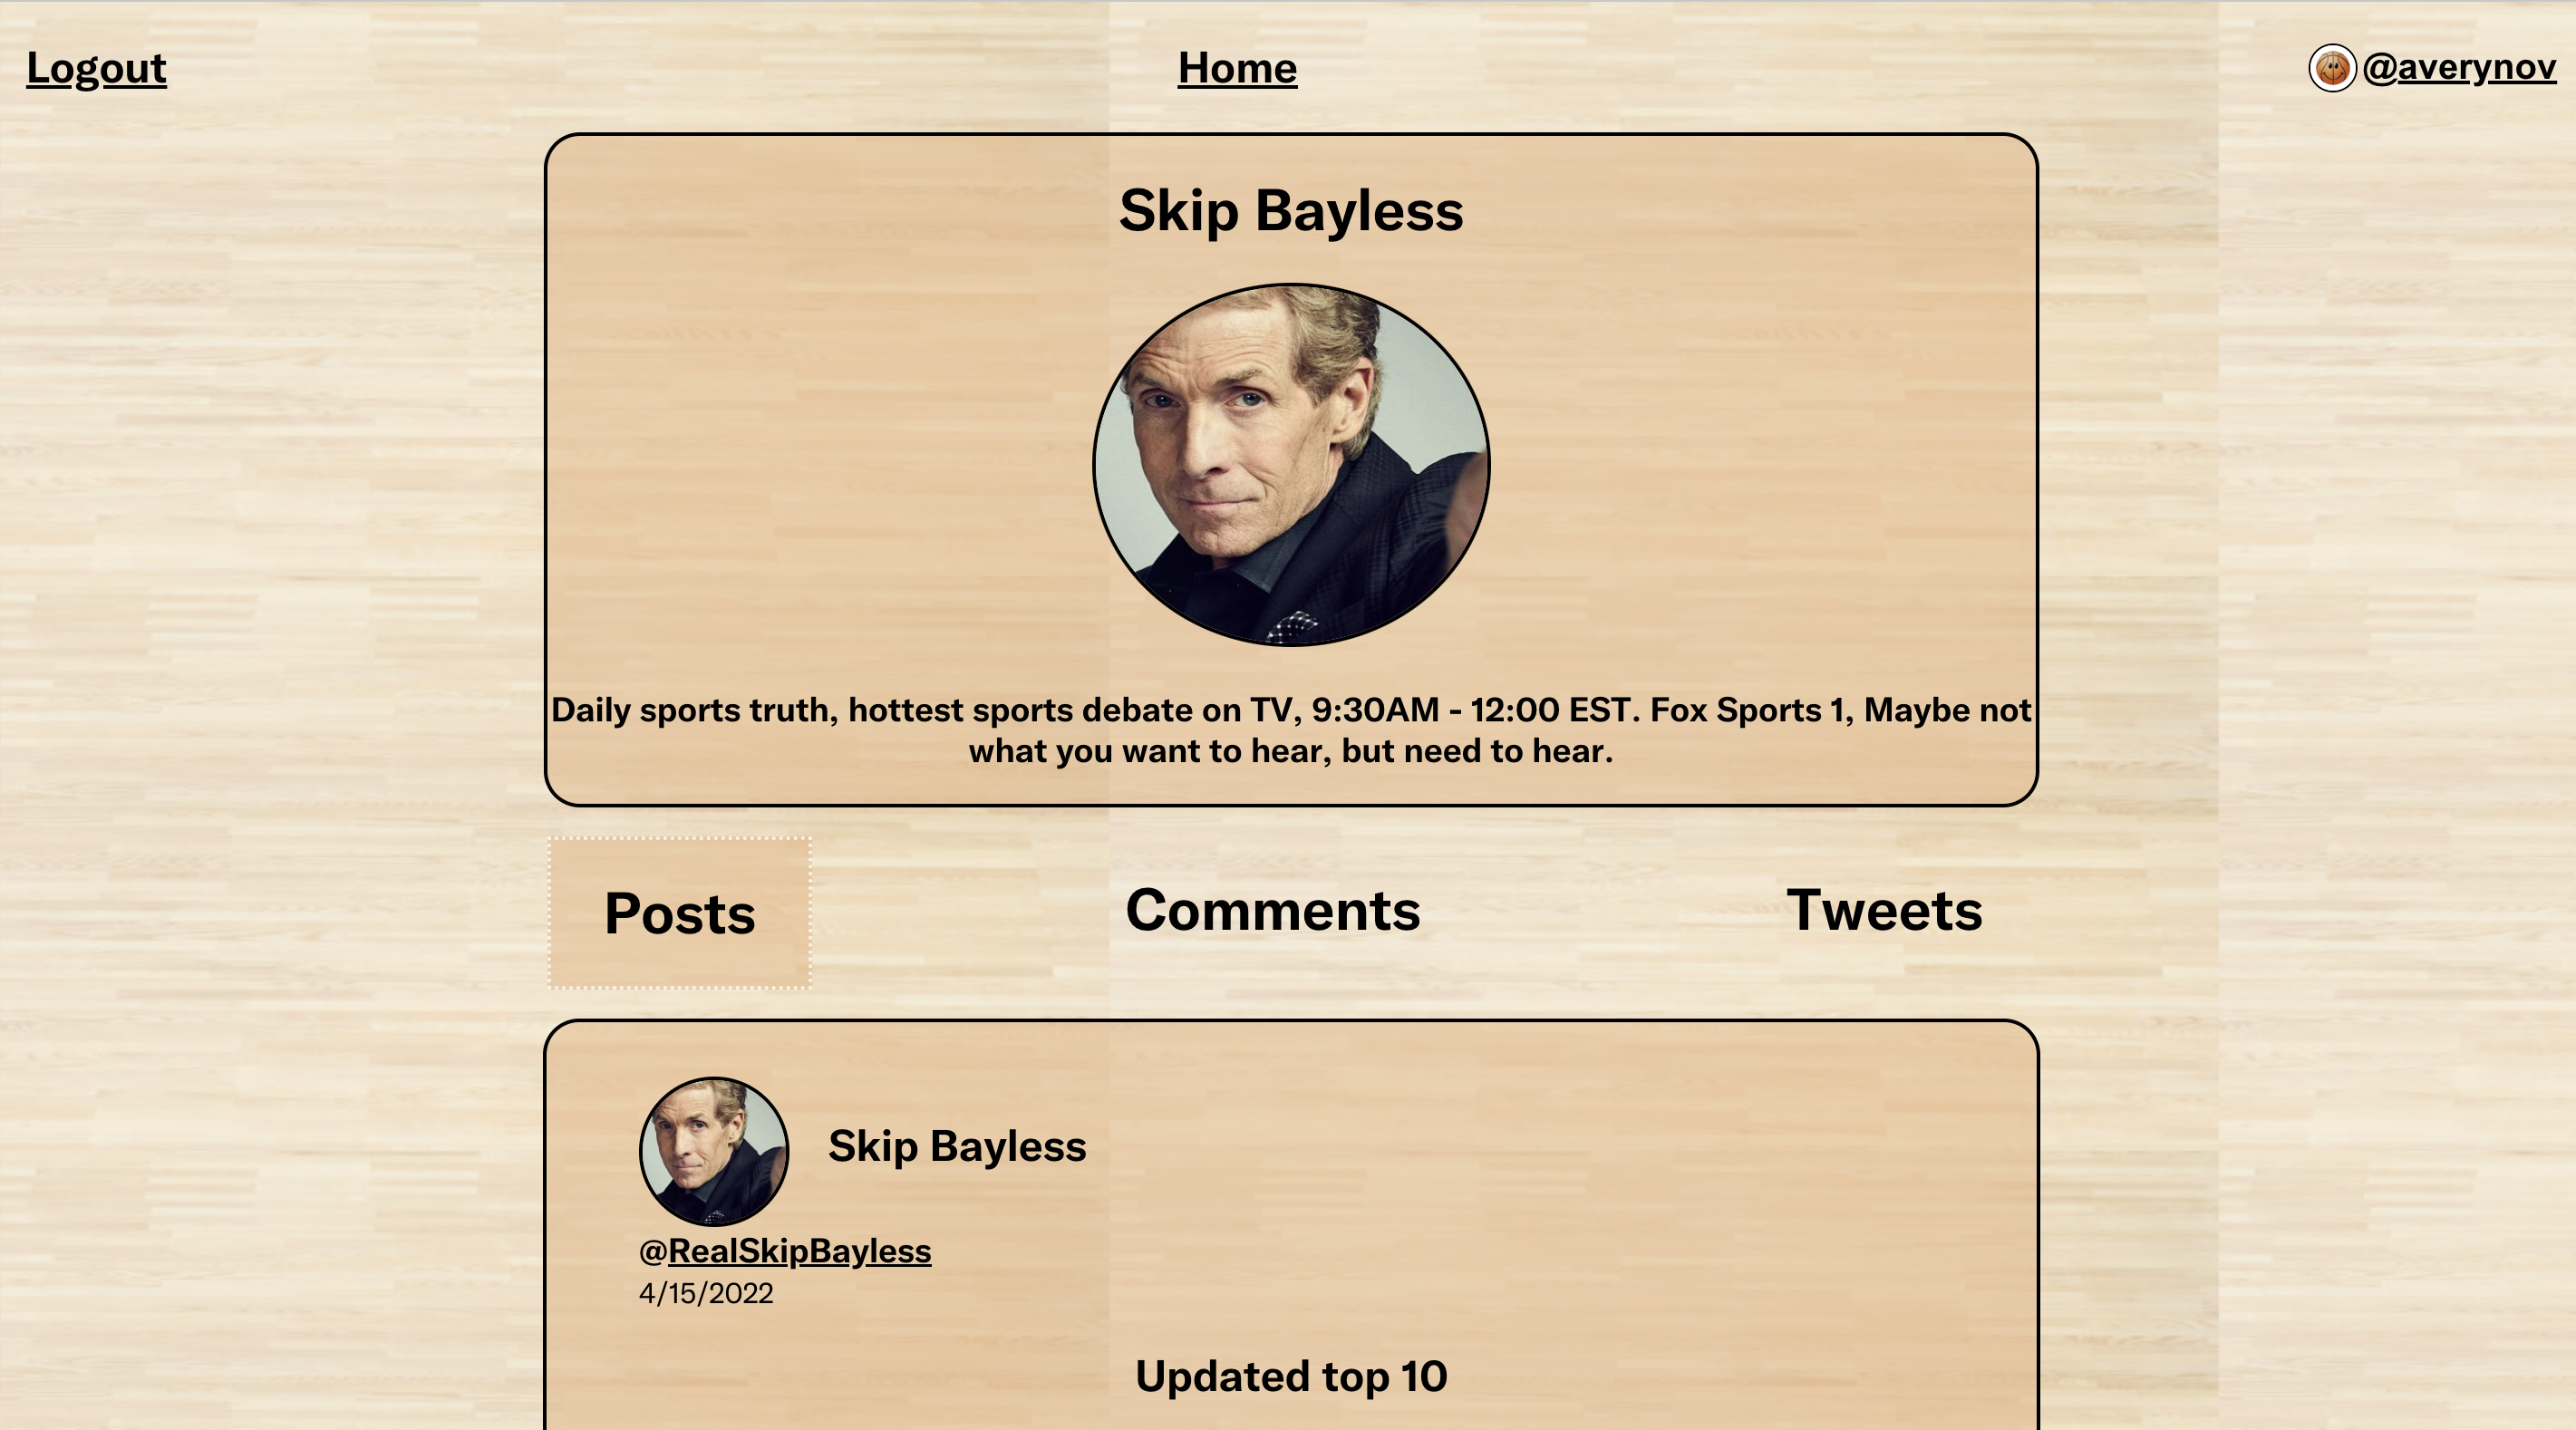 Logout
Home
@averynov
Skip Bayless
Daily sports truth, hottest sports debate on TV, 9:30AM - 12:00 EST. Fox Sports 1, Maybe not
what you want to hear, but need to hear.
Posts
Comments
Tweets
Skip Bayless
@RealSkipBayless
4/15/2022
Updated top 10